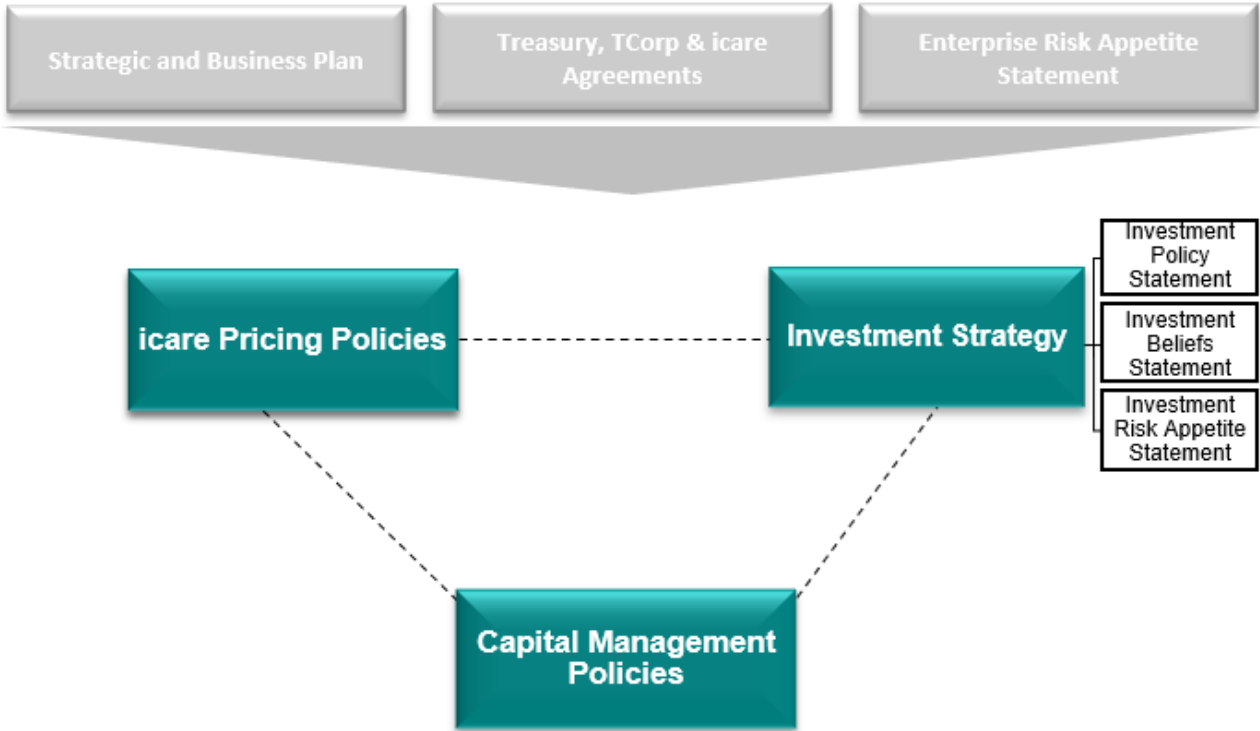 Strategic and Business Plan
Treasury, TCorp & icare
Agreements
Enterprise Risk Appetite
Statement
icare Pricing Policies
Investment Strategy
Investment
Policy
Statement
Investment
Beliefs
Statement
Investment
Risk Appetite
Statement
Capital Management
Policies